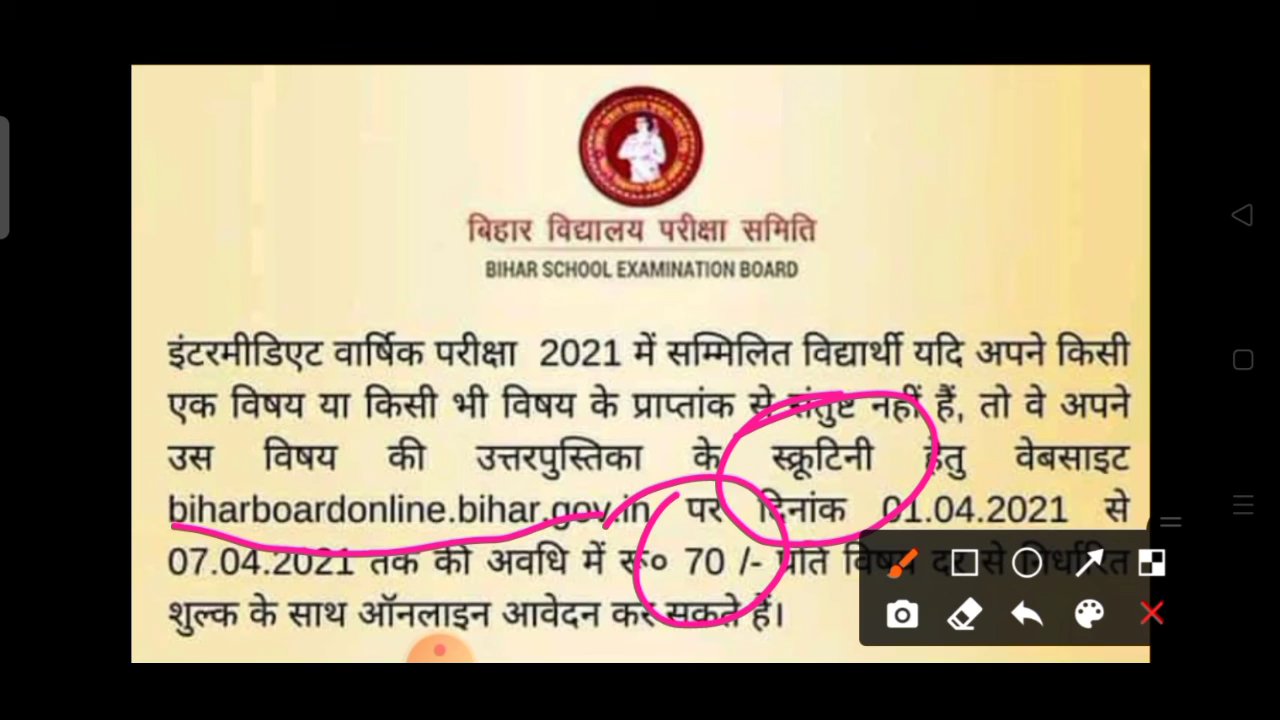 बिहार विद्यालय परीक्षा समिति
BIHAR SCHOOL EXAMINATION BOARD
इंटरमीडिएट वार्षिक परीक्षा 2021 में सम्मिलित विद्यार्थी यदि अपने किसी
एक विषय या किसी भी विषय के प्राप्तांक से संतुष्ट नहीं हैं, तो वे अपने
उस विषय की उत्तरपुस्तिका के स्क्रूटिनी हेतु वेबसाइट
biharboardonline.bihar.gov.in पर दिनांक 01.04.2021 से
07.04.2021 तक की अवधि में रू० 70 /- प्रति विषय दर से निर्धारित
शुल्क के साथ ऑनलाइन आवेदन कर सकते हैं।